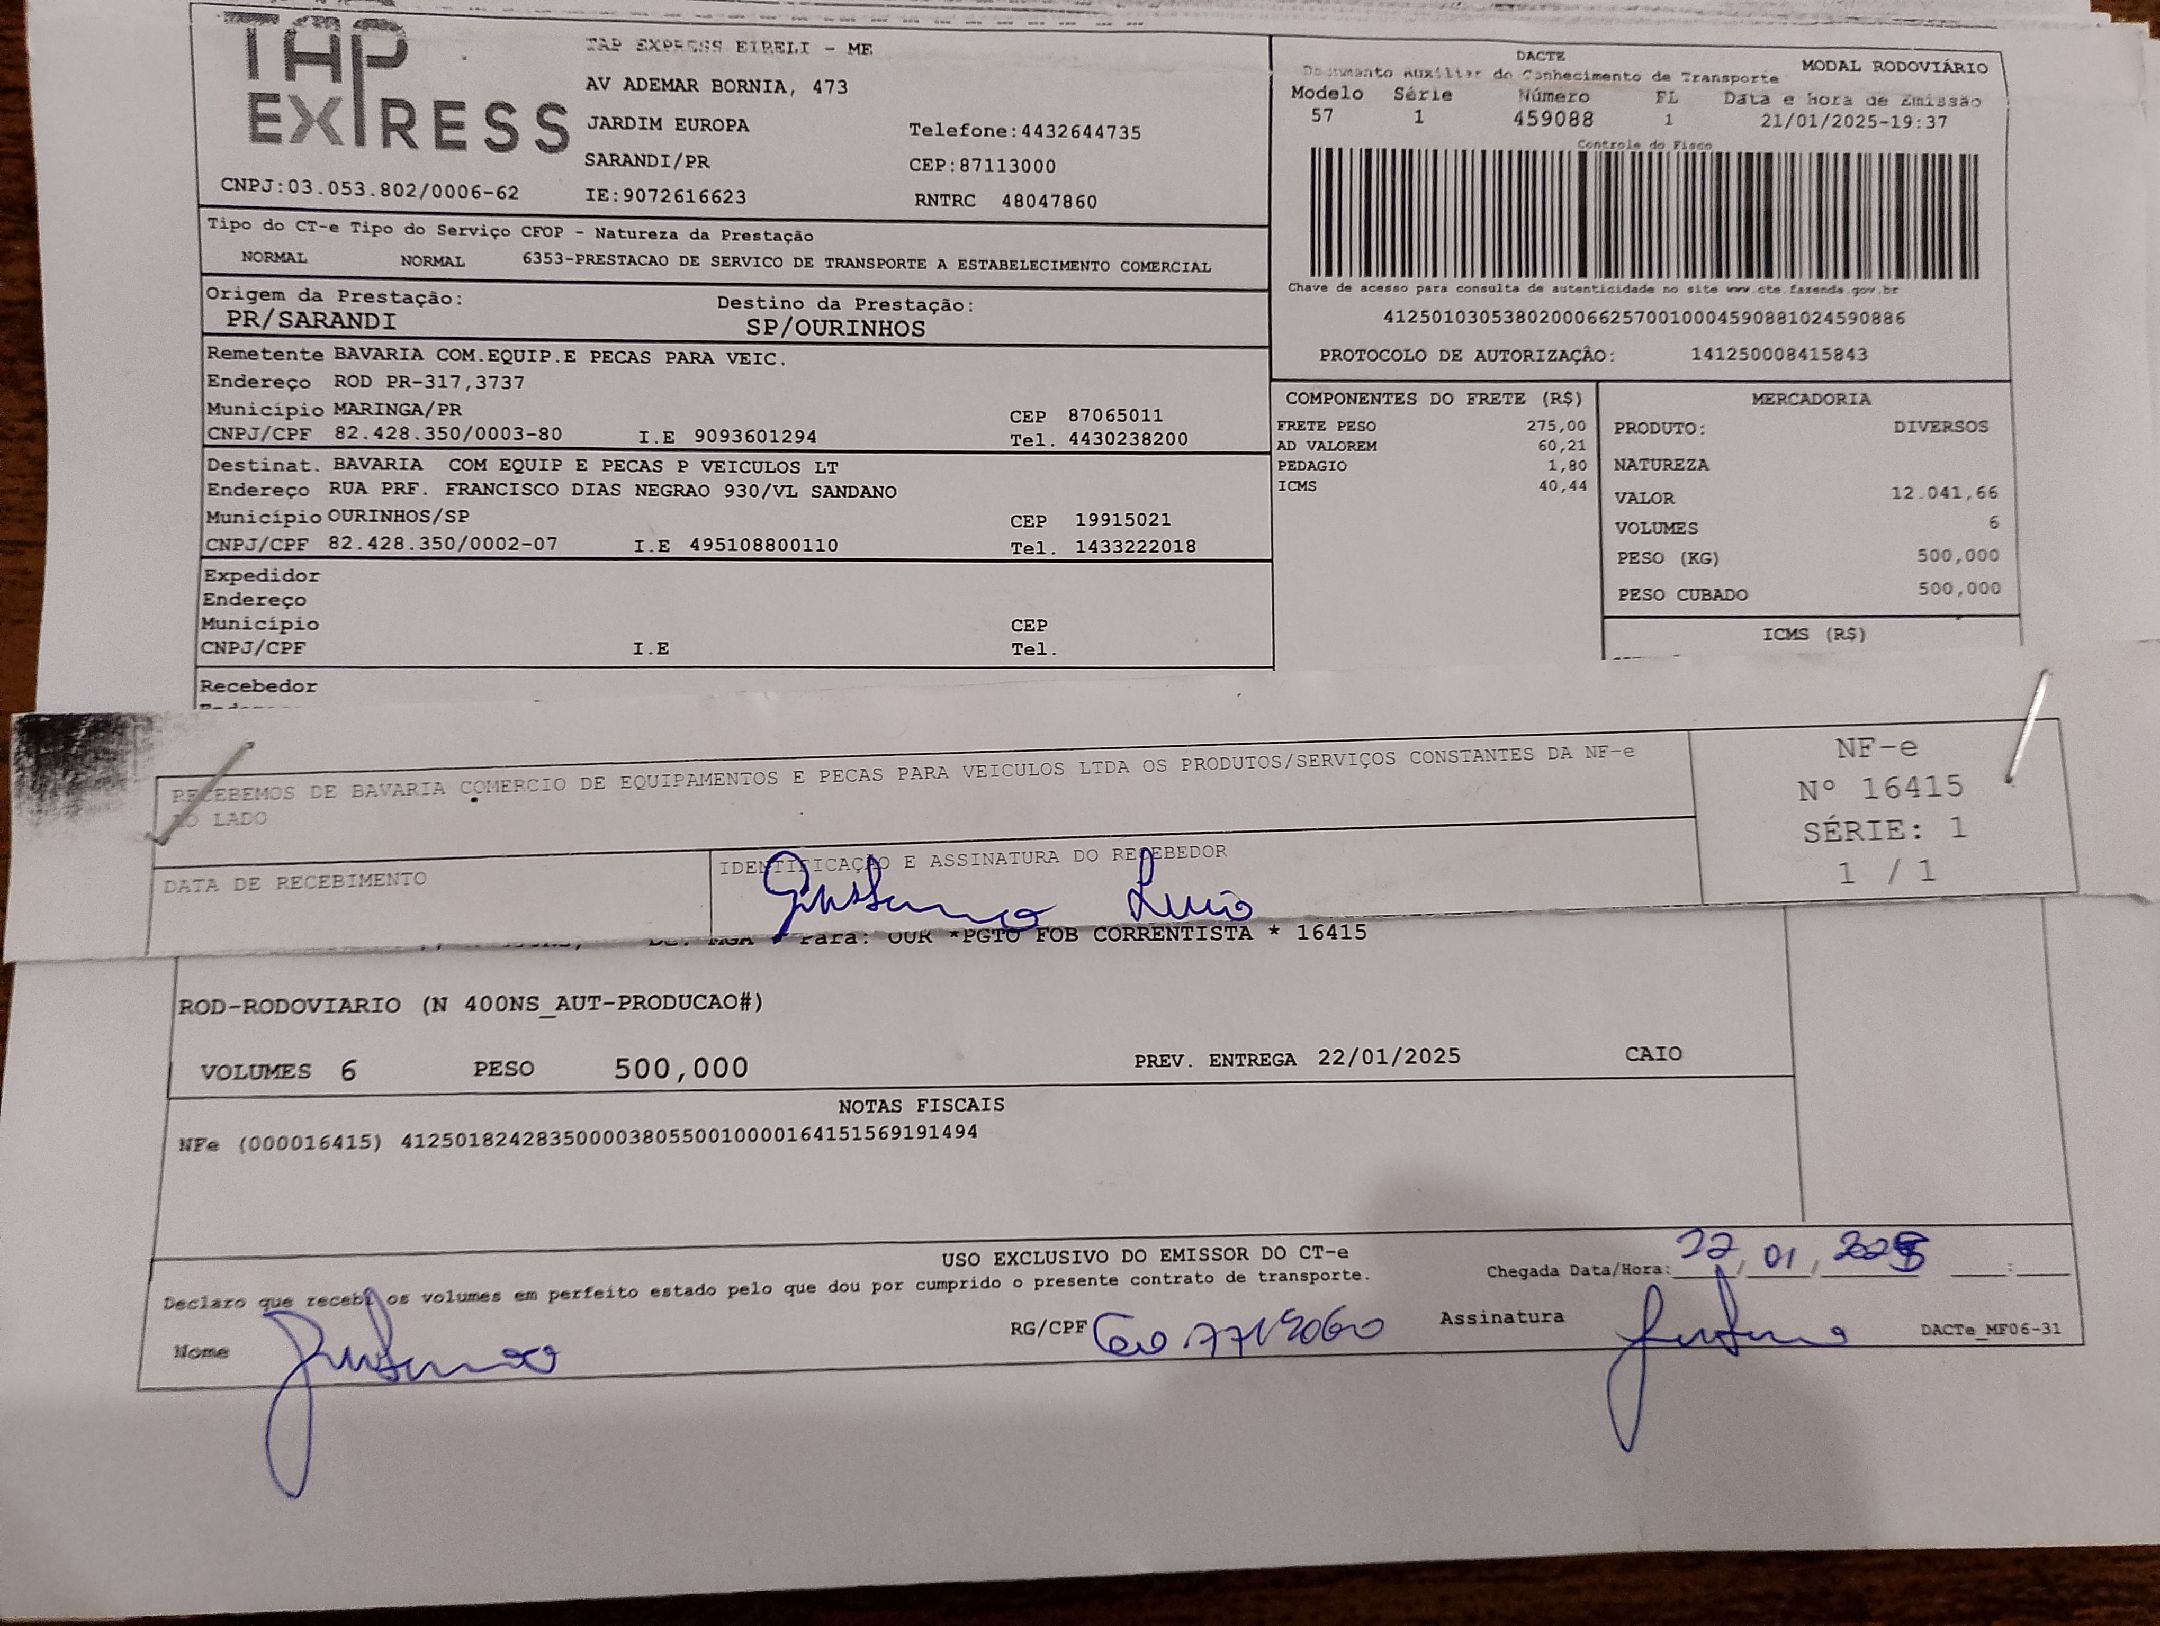 TAP EXPRESS
TAP EXPRESS EIRELI - ME
AV ADEMAR BORNIA, 473
JARDIM EUROPA Telefone:4432644735
SARANDI/PR CEP:87113000
CNPJ:03.053.802/0006-62 IE:9072616623 RNTRC 48047860
DACTE MODAL RODOVIÁRIO
Documento Auxiliar do Conhecimento de Transporte
Modelo Série Número FL Data e Hora de Emissão
57 1 459088 1 21/01/2025-19:37
Controle do Fisco
Chave de acesso para consulta de autenticidade no site www.cte.fazenda.gov.br
41250103053802000662570010004590881024590886
PROTOCOLO DE AUTORIZAÇÃO: 141250008415843
Tipo do CT-e Tipo do Serviço CFOP - Natureza da Prestação
NORMAL NORMAL 6353-PRESTACAO DE SERVICO DE TRANSPORTE A ESTABELECIMENTO COMERCIAL
Origem da Prestação: Destino da Prestação:
PR/SARANDI SP/OURINHOS
Remetente BAVARIA COM.EQUIP.E PECAS PARA VEIC.
Endereço ROD PR-317,3737
Município MARINGA/PR CEP 87065011
CNPJ/CPF 82.428.350/0003-80 I.E 9093601294 Tel. 4430238200
Destinat. BAVARIA COM EQUIP E PECAS P VEICULOS LT
Endereço RUA PRF. FRANCISCO DIAS NEGRAO 930/VL SANDANO
Município OURINHOS/SP CEP 19915021
CNPJ/CPF 82.428.350/0002-07 I.E 495108800110 Tel. 1433222018
Expedidor
Endereço
Município CEP
CNPJ/CPF I.E Tel.
Recebedor
COMPONENTES DO FRETE (R$)
FRETE PESO 275,00
AD VALOREM 60,21
PEDAGIO 1,80
ICMS 40,44
MERCADORIA
PRODUTO: DIVERSOS
NATUREZA
VALOR 12.041,66
VOLUMES 6
PESO (KG) 500,000
PESO CUBADO 500,000
ICMS (R$)
RECEBEMOS DE BAVARIA COMERCIO DE EQUIPAMENTOS E PECAS PARA VEICULOS LTDA OS PRODUTOS/SERVIÇOS CONSTANTES DA NF-e
AO LADO
DATA DE RECEBIMENTO IDENTIFICAÇÃO E ASSINATURA DO RECEBEDOR
NF-e
Nº 16415
SÉRIE: 1
1 / 1
MGA Para: OUR *PGTO FOB CORRENTISTA * 16415
ROD-RODOVIARIO (N 400NS_AUT-PRODUCAO#)
VOLUMES 6 PESO 500,000 PREV. ENTREGA 22/01/2025 CAIO
NOTAS FISCAIS
NFe (000016415) 41250182428350000380550010000164151569191494
USO EXCLUSIVO DO EMISSOR DO CT-e
Declaro que recebi os volumes em perfeito estado pelo que dou por cumprido o presente contrato de transporte.
Chegada Data/Hora: 22/01/2025 :
Nome RG/CPF Assinatura DACTe_MF06-31